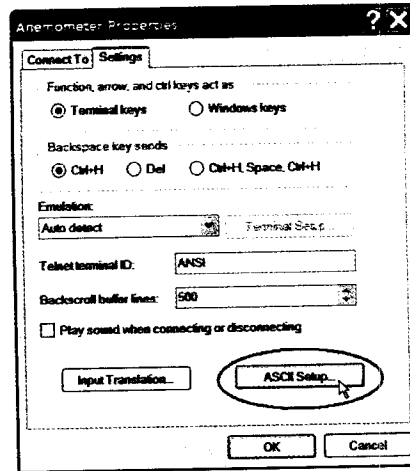 Anemometer Properties
? X
Connect To Settings
Function, arrow, and ctrl keys act as
Terminal keys Windows keys
Backspace key sends
Ctrl+H Del Ctrl+H, Space, Ctrl+H
Emulation:
Auto detect Terminal Setup...
Telnet terminal ID: ANSI
Backscroll buffer lines: 500
Play sound when connecting or disconnecting
Input Translation... ASCII Setup...
OK Cancel